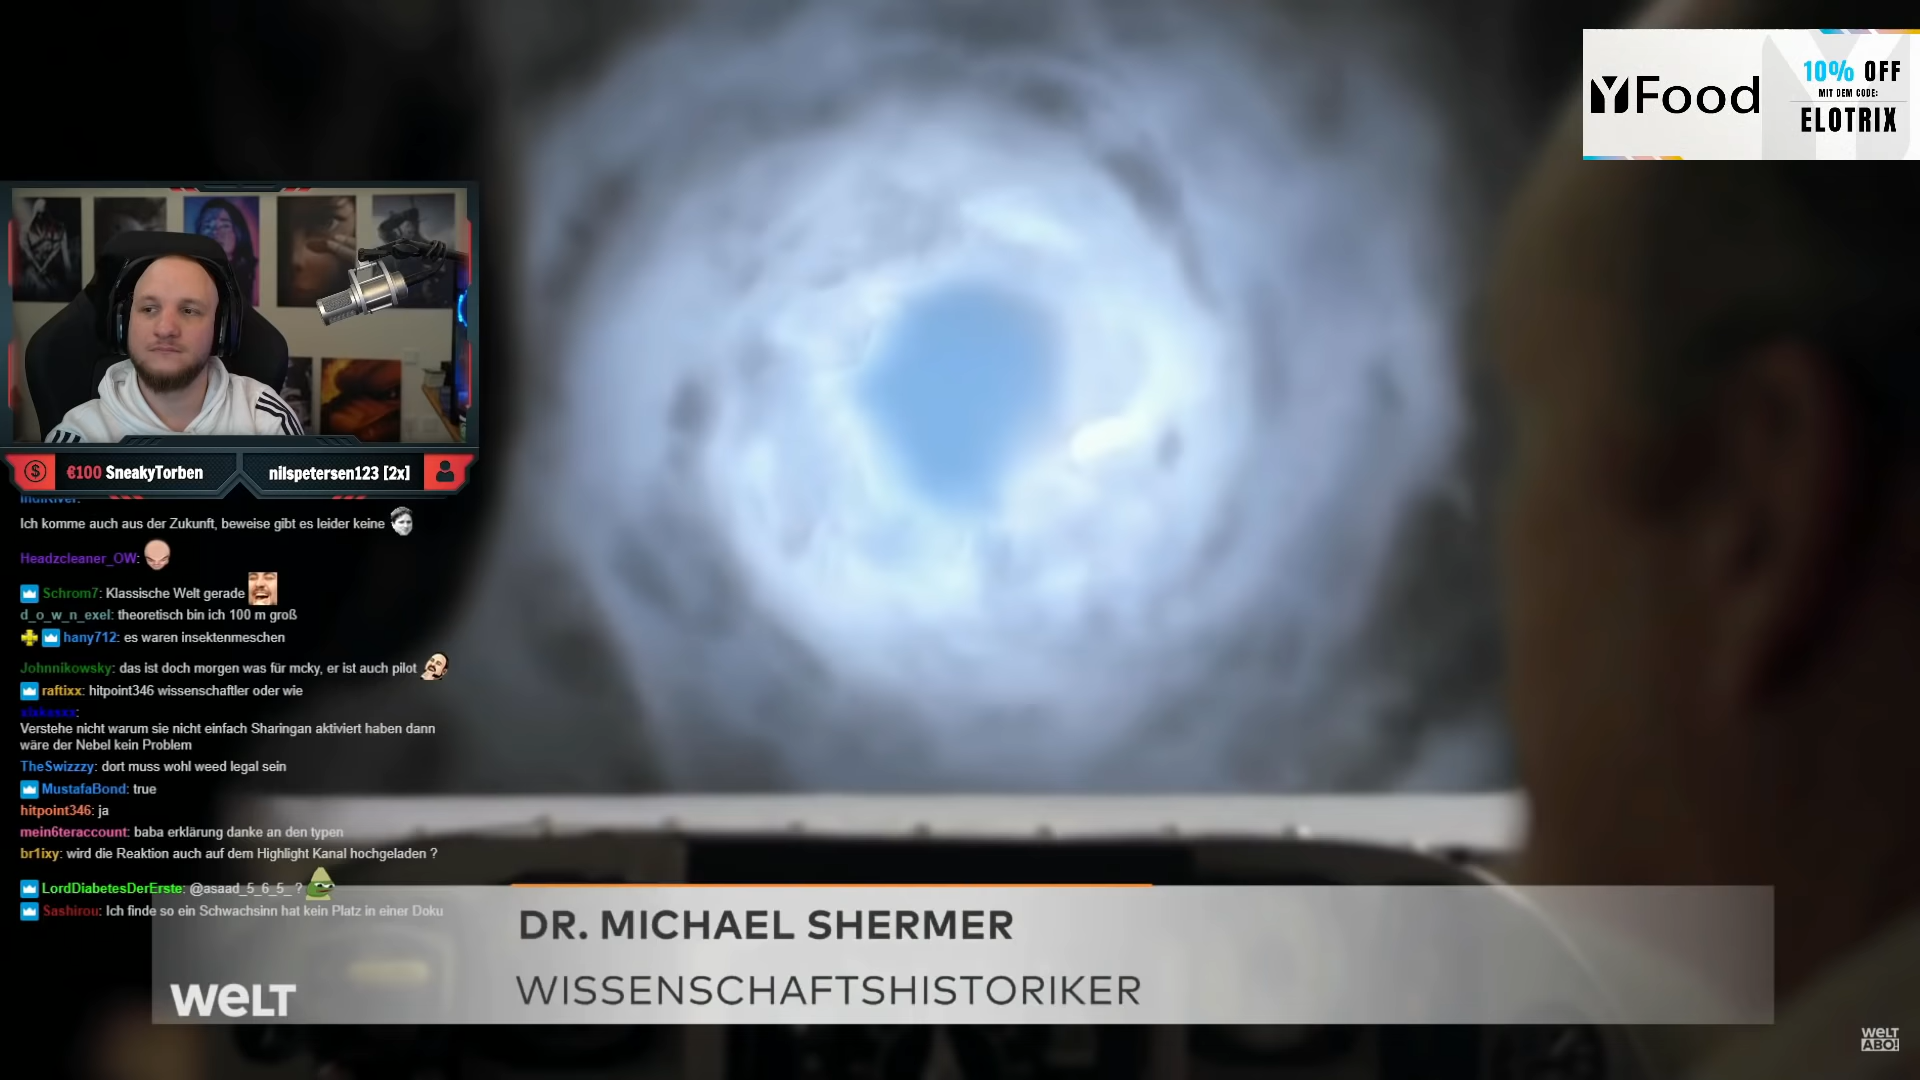 YFood
10% OFF
MIT DEM CODE:
ELOTRIX
€100 SneakyTorben
nilspetersen123 [2x]
Ich komme auch aus der Zukunft, beweise gibt es leider keine
Headzcleaner_OW:
Schrom7: Klassische Welt gerade
d_o_w_n_exel: theoretisch bin ich 100 m groß
hany712: es waren insektenmeschen
Johnnikowsky: das ist doch morgen was für mcky, er ist auch pilot
raftixx: hitpoint346 wissenschaftler oder wie
Verstehe nicht warum sie nicht einfach Sharingan aktiviert haben dann
wäre der Nebel kein Problem
TheSwizzzy: dort muss wohl weed legal sein
MustafaBond: true
hitpoint346: ja
mein6teraccount: baba erklärung danke an den typen
br1ixy: wird die Reaktion auch auf dem Highlight Kanal hochgeladen ?
LordDiabetesDerErste: @asaad_5_6_5_ ?
Sashirou: Ich finde so ein Schwachsinn hat kein Platz in einer Doku
DR. MICHAEL SHERMER
WISSENSCHAFTSHISTORIKER
WELT
WELT
ABO!